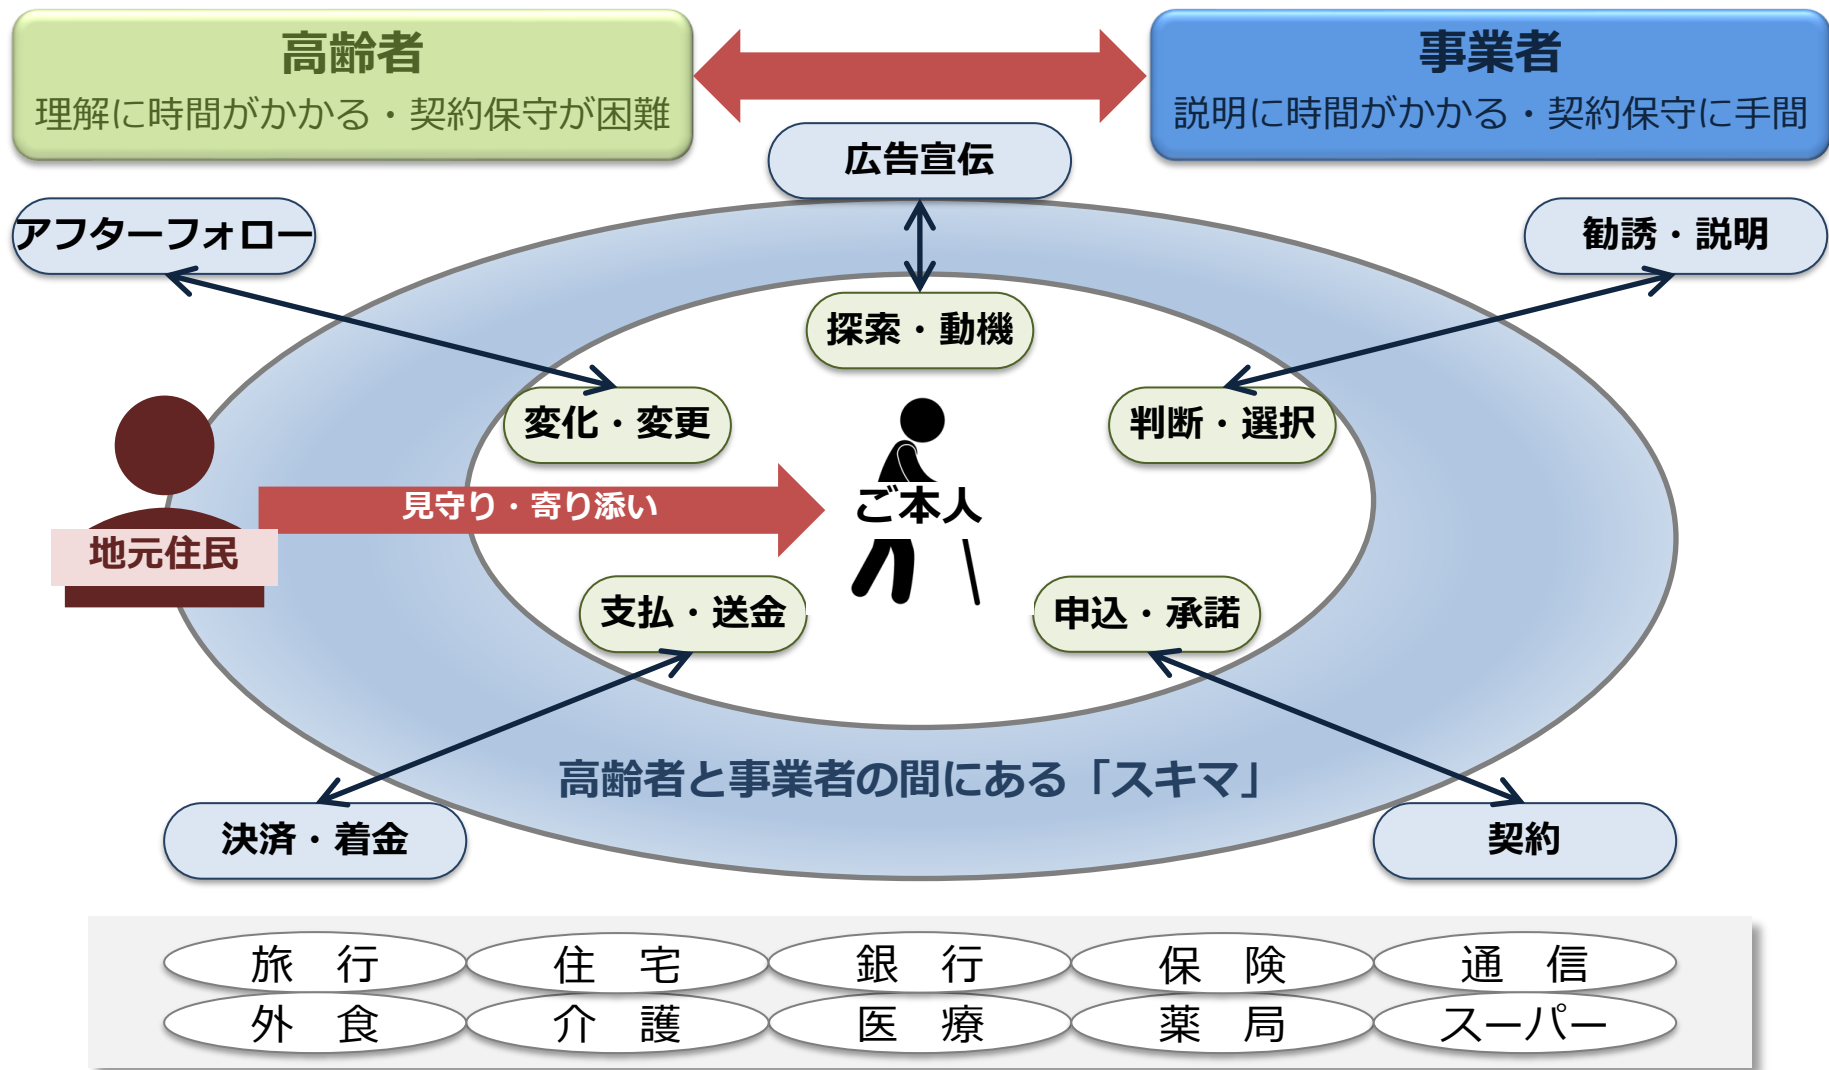 高齢者
理解に時間がかかる・契約保守が困難
事業者
説明に時間がかかる・契約保守に手間
広告宣伝
アフターフォロー
勧誘・説明
探索・動機
変化・変更
判断・選択
見守り・寄り添い
ご本人
地元住民
支払・送金
申込・承諾
高齢者と事業者の間にある「スキマ」
決済・着金
契約
旅　行
住　宅
銀　行
保　険
通　信
外　食
介　護
医　療
薬　局
スーパー